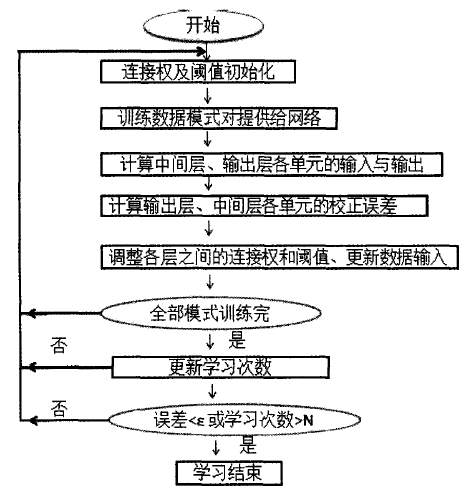 开始
连接权及阈值初始化
训练数据模式对提供给网络
计算中间层、输出层各单元的输入与输出
计算输出层、中间层各单元的校正误差
调整各层之间的连接权和阈值、更新数据输入
全部模式训练完
否
是
更新学习次数
否
误差<ε或学习次数>N
是
学习结束